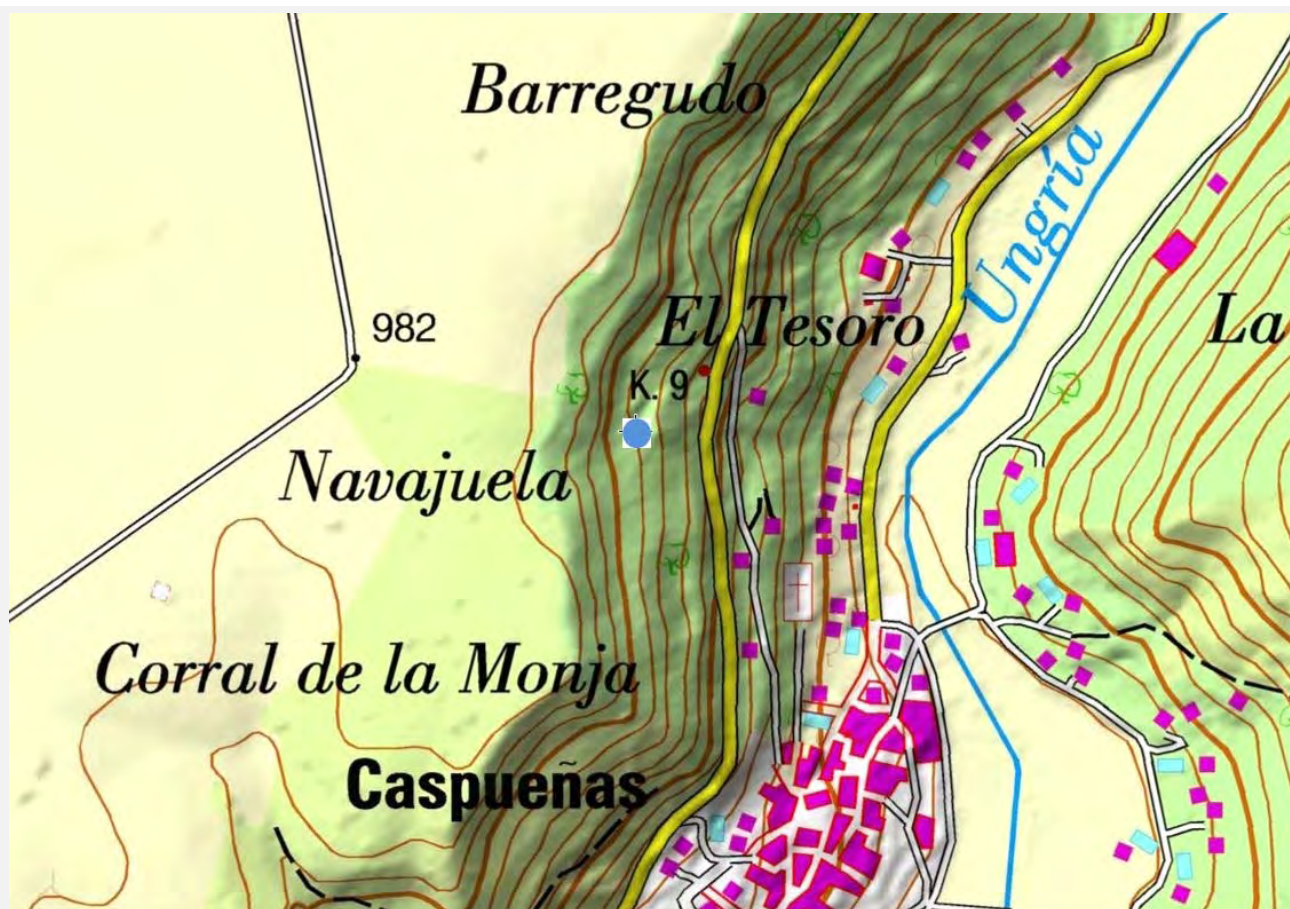 Barregudo
Ungría
982
El Tesoro
La
K. 9
Navajuela
Corral de la Monja
Caspueñas